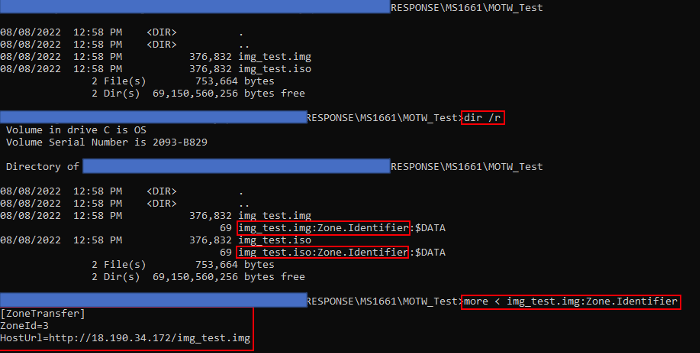 RESPONSE\MS1661\MOTW_Test
08/08/2022  12:58 PM    <DIR>          .
08/08/2022  12:58 PM    <DIR>          ..
08/08/2022  12:58 PM           376,832 img_test.img
08/08/2022  12:58 PM           376,832 img_test.iso
2 File(s)        753,664 bytes
2 Dir(s)  69,150,560,256 bytes free
RESPONSE\MS1661\MOTW_Test>dir /r
Volume in drive C is OS
Volume Serial Number is 2093-B829
Directory of RESPONSE\MS1661\MOTW_Test
08/08/2022  12:58 PM    <DIR>          .
08/08/2022  12:58 PM    <DIR>          ..
08/08/2022  12:58 PM           376,832 img_test.img
69 img_test.img:Zone.Identifier:$DATA
08/08/2022  12:58 PM           376,832 img_test.iso
69 img_test.iso:Zone.Identifier:$DATA
2 File(s)        753,664 bytes
2 Dir(s)  69,150,560,256 bytes free
RESPONSE\MS1661\MOTW_Test>more < img_test.img:Zone.Identifier
[ZoneTransfer]
ZoneId=3
HostUrl=http://18.190.34.172/img_test.img